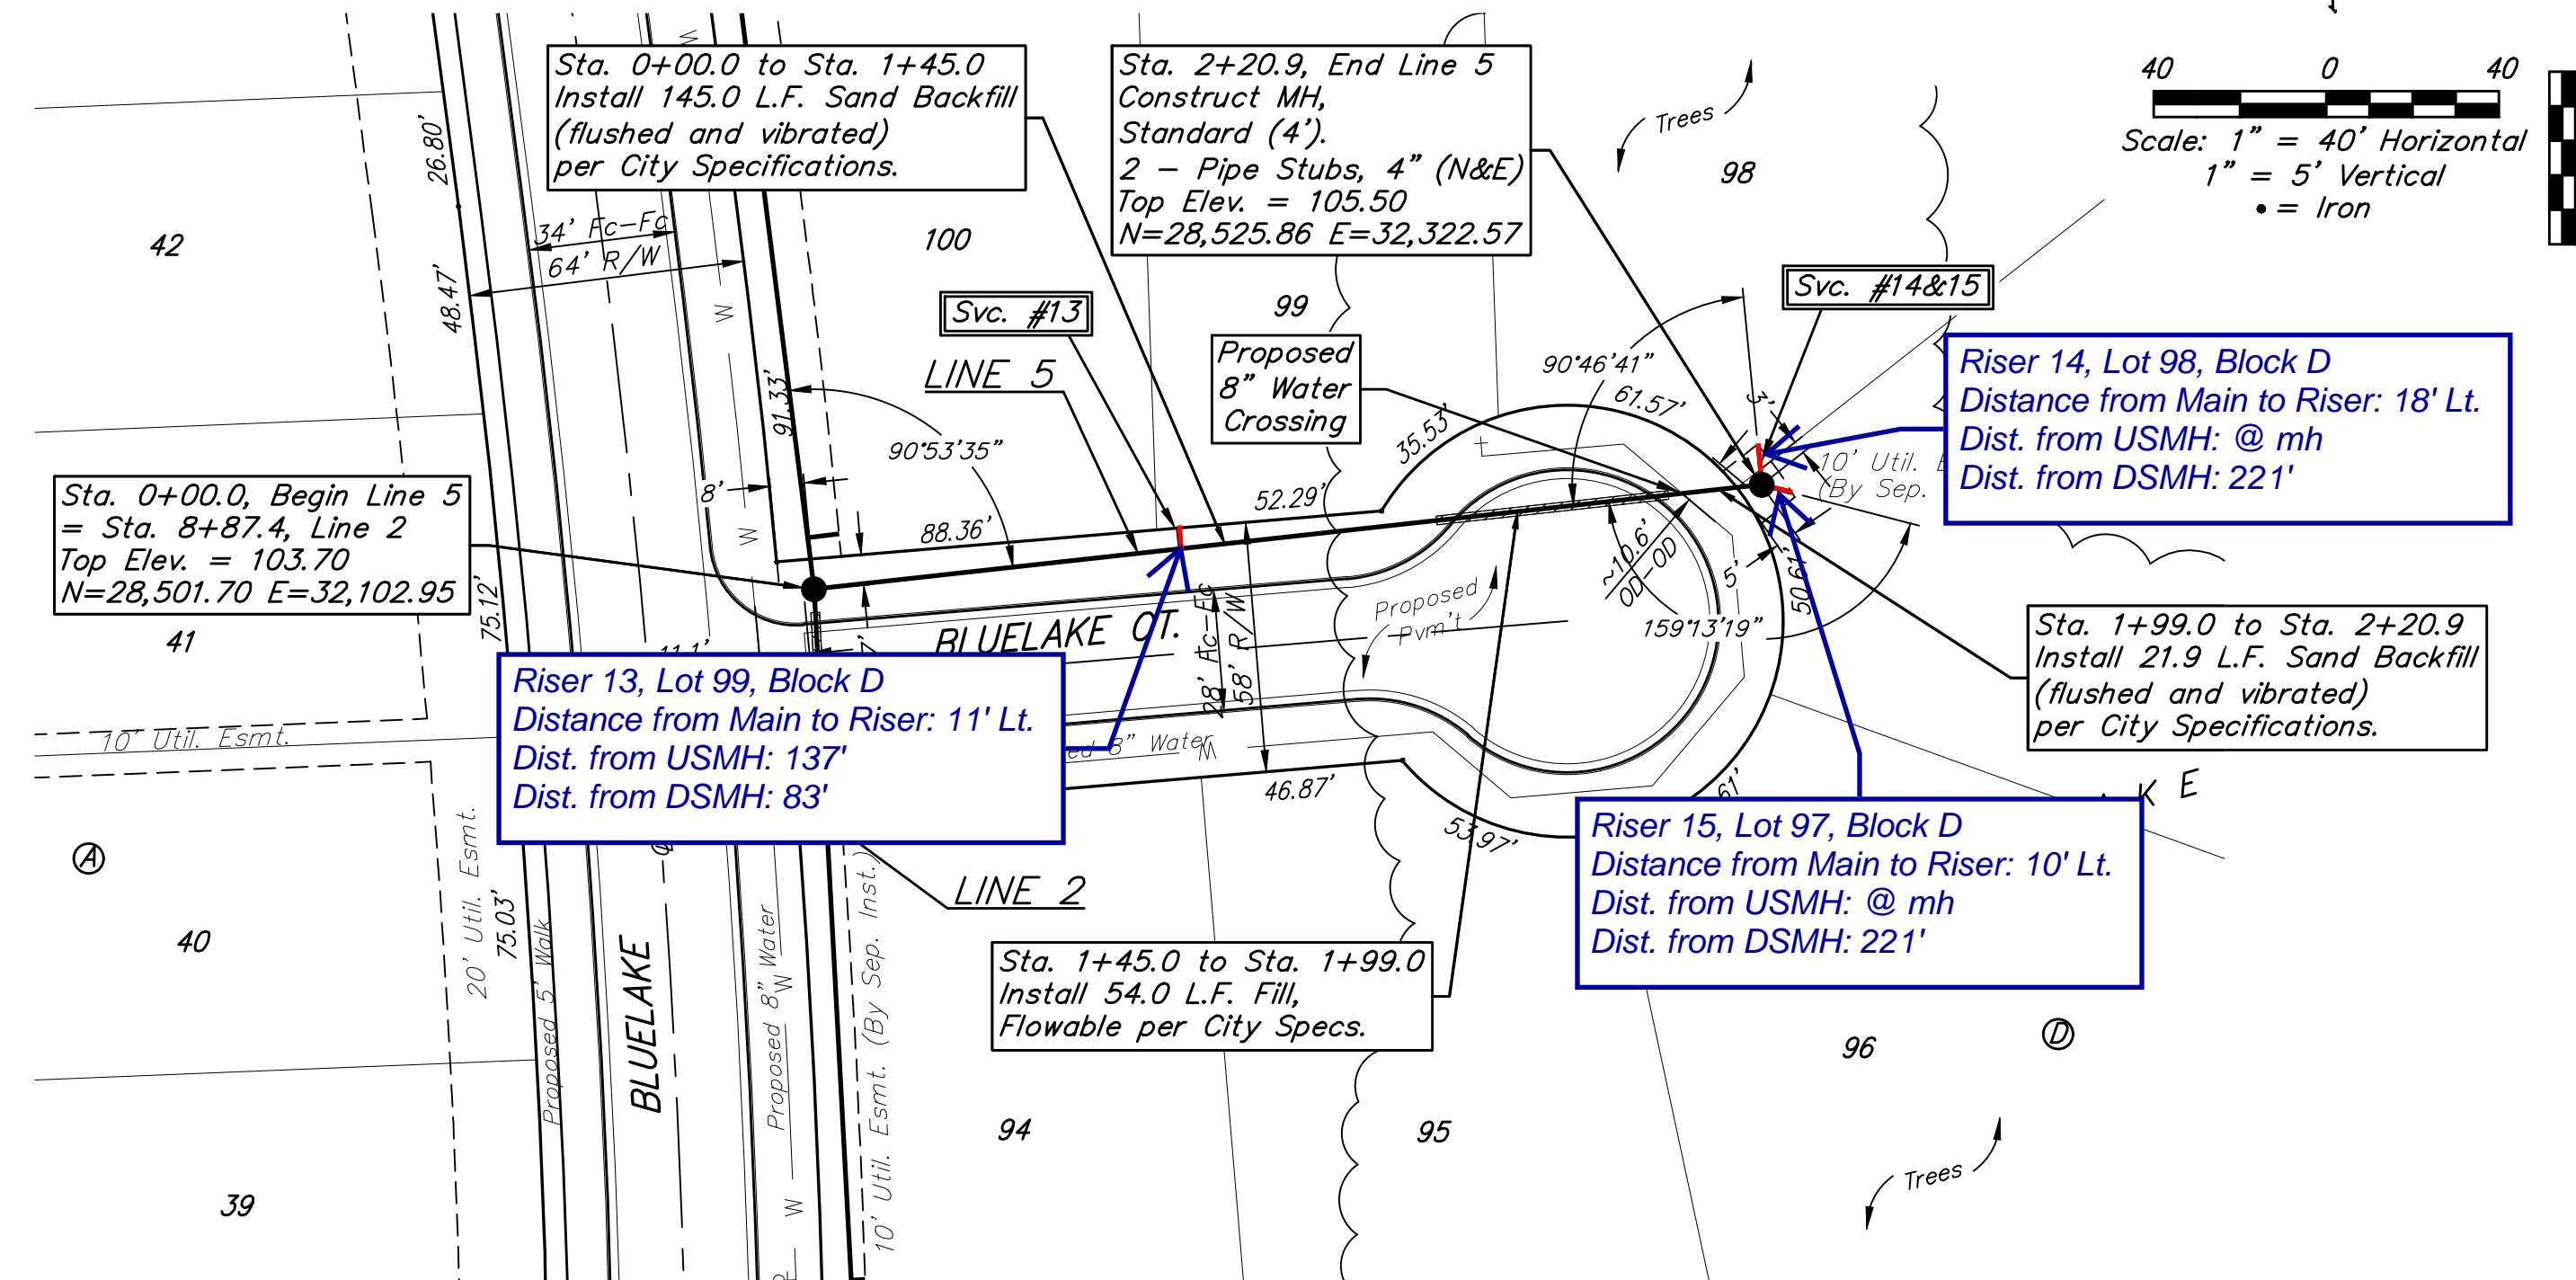 Sta. 0+00.0 to Sta. 1+45.0
Install 145.0 L.F. Sand Backfill
(flushed and vibrated)
per City Specifications.
Sta. 2+20.9, End Line 5
Construct MH,
Standard (4').
2 - Pipe Stubs, 4" (N&E)
Top Elev. = 105.50
N=28,525.86 E=32,322.57
Trees
98
40 0 40
Scale: 1" = 40' Horizontal
1" = 5' Vertical
• = Iron
26.80'
48.47'
34' Fc-Fc
64' R/W
42
100
99
W
W
W
Svc. #13
Svc. #14&15
LINE 5
Proposed
8" Water
Crossing
91.33'
90°53'35"
8'
90°46'41"
61.57'
35.53'
52.29'
88.36'
3'
10' Util.
(By Sep.
Riser 14, Lot 98, Block D
Distance from Main to Riser: 18' Lt.
Dist. from USMH: @ mh
Dist. from DSMH: 221'
Sta. 0+00.0, Begin Line 5
= Sta. 8+87.4, Line 2
Top Elev. = 103.70
N=28,501.70 E=32,102.95
41
75.12'
11.1'
7'
BLUELAKE CT.
28' Fc-Fc
58' R/W
Proposed
Pvm't
~10.6'
OD-OD
5'
50.61'
159°13'19"
Sta. 1+99.0 to Sta. 2+20.9
Install 21.9 L.F. Sand Backfill
(flushed and vibrated)
per City Specifications.
Riser 13, Lot 99, Block D
Distance from Main to Riser: 11' Lt.
Dist. from USMH: 137'
Dist. from DSMH: 83'
10' Util. Esmt.
ed 8" Water
W
46.87'
53.97'
61'
K E
Riser 15, Lot 97, Block D
Distance from Main to Riser: 10' Lt.
Dist. from USMH: @ mh
Dist. from DSMH: 221'
A
40
20' Util. Esmt.
75.03'
Proposed 5' Walk
BLUELAKE
Proposed 8" Water
W
W
10' Util. Esmt. (By Sep. Inst.)
LINE 2
Sta. 1+45.0 to Sta. 1+99.0
Install 54.0 L.F. Fill,
Flowable per City Specs.
96
D
94
95
39
Trees